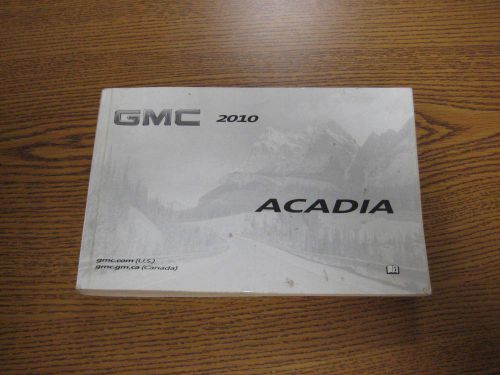 GMC 2010
ACADIA
gmc.com (U.S.)
gmc.gm.ca (Canada)